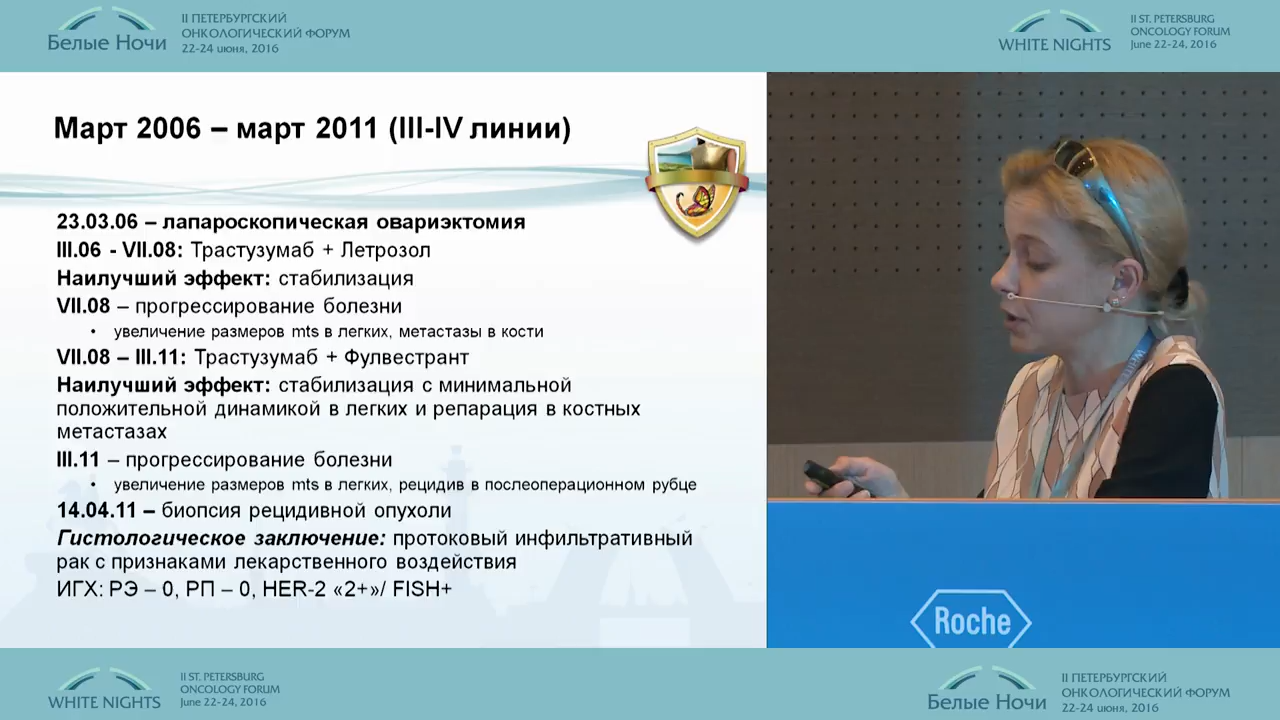 Белые Ночи
II ПЕТЕРБУРГСКИЙ
ОНКОЛОГИЧЕСКИЙ ФОРУМ
22-24 июня, 2016
WHITE NIGHTS
II ST. PETERSBURG
ONCOLOGY FORUM
June 22-24, 2016
Март 2006 – март 2011 (III-IV линии)
23.03.06 – лапароскопическая овариэктомия
III.06 - VII.08: Трастузумаб + Летрозол
Наилучший эффект: стабилизация
VII.08 – прогрессирование болезни
• увеличение размеров mts в легких, метастазы в кости
VII.08 – III.11: Трастузумаб + Фулвестрант
Наилучший эффект: стабилизация с минимальной
положительной динамикой в легких и репарация в костных
метастазах
III.11 – прогрессирование болезни
• увеличение размеров mts в легких, рецидив в послеоперационном рубце
14.04.11 – биопсия рецидивной опухоли
Гистологическое заключение: протоковый инфильтративный
рак с признаками лекарственного воздействия
ИГХ: РЭ – 0, РП – 0, HER-2 «2+»/ FISH+
Roche
WHITE NIGHTS
II ST. PETERSBURG
ONCOLOGY FORUM
June 22-24, 2016
Белые Ночи
II ПЕТЕРБУРГСКИЙ
ОНКОЛОГИЧЕСКИЙ ФОРУМ
22-24 июня, 2016